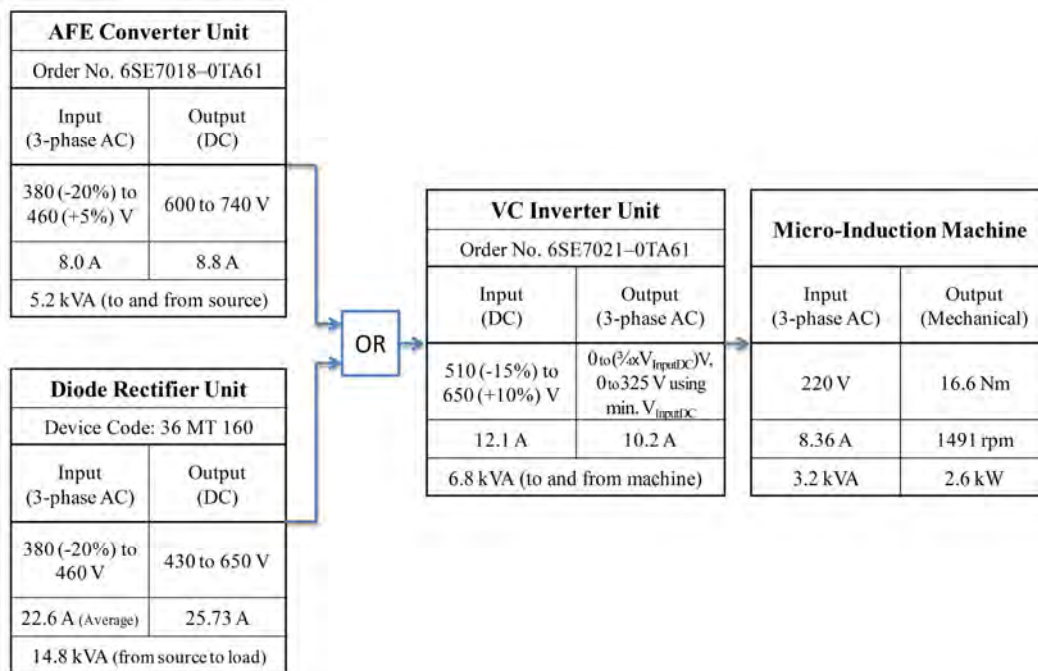 AFE Converter Unit
Order No. 6SE7018–0TA61
Input
(3-phase AC)
Output
(DC)
380 (-20%) to
460 (+5%) V
600 to 740 V
8.0 A
8.8 A
5.2 kVA (to and from source)
Diode Rectifier Unit
Device Code: 36 MT 160
Input
(3-phase AC)
Output
(DC)
380 (-20%) to
460 V
430 to 650 V
22.6 A (Average)
25.73 A
14.8 kVA (from source to load)
OR
VC Inverter Unit
Order No. 6SE7021–0TA61
Input
(DC)
Output
(3-phase AC)
510 (-15%) to
650 (+10%) V
0 to (¾xVInputDC)V,
0 to 325 V using
min. VInputDC
12.1 A
10.2 A
6.8 kVA (to and from machine)
Micro-Induction Machine
Input
(3-phase AC)
Output
(Mechanical)
220 V
16.6 Nm
8.36 A
1491 rpm
3.2 kVA
2.6 kW